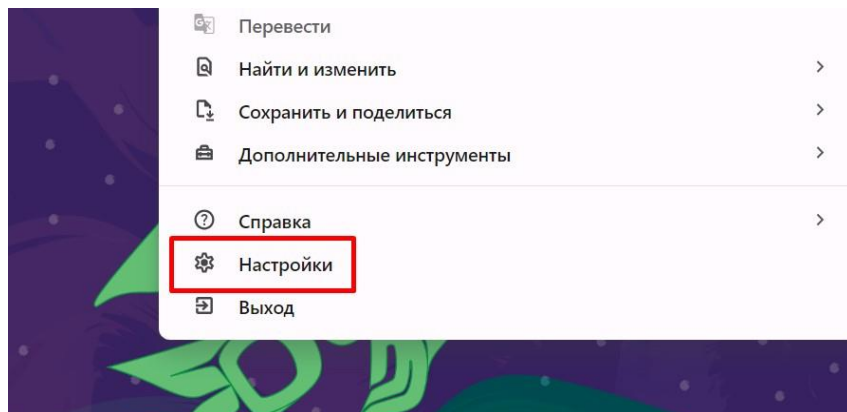 Перевести
Найти и изменить
Сохранить и поделиться
Дополнительные инструменты
Справка
Настройки
Выход